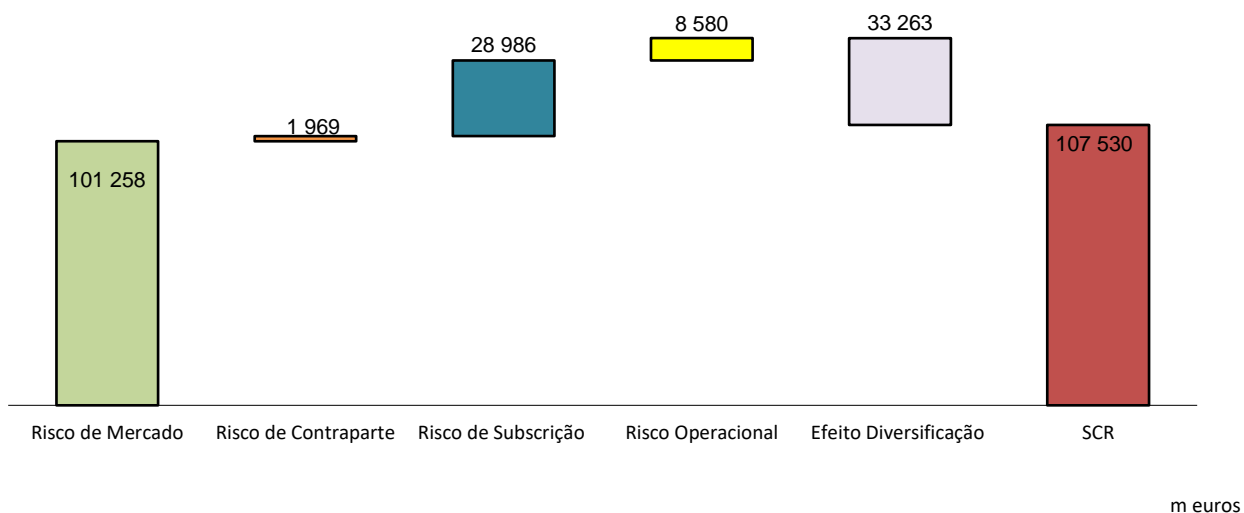 8 580
33 263
28 986
1 969
101 258
107 530
Risco de Mercado
Risco de Contraparte
Risco de Subscrição
Risco Operacional
Efeito Diversificação
SCR
m euros